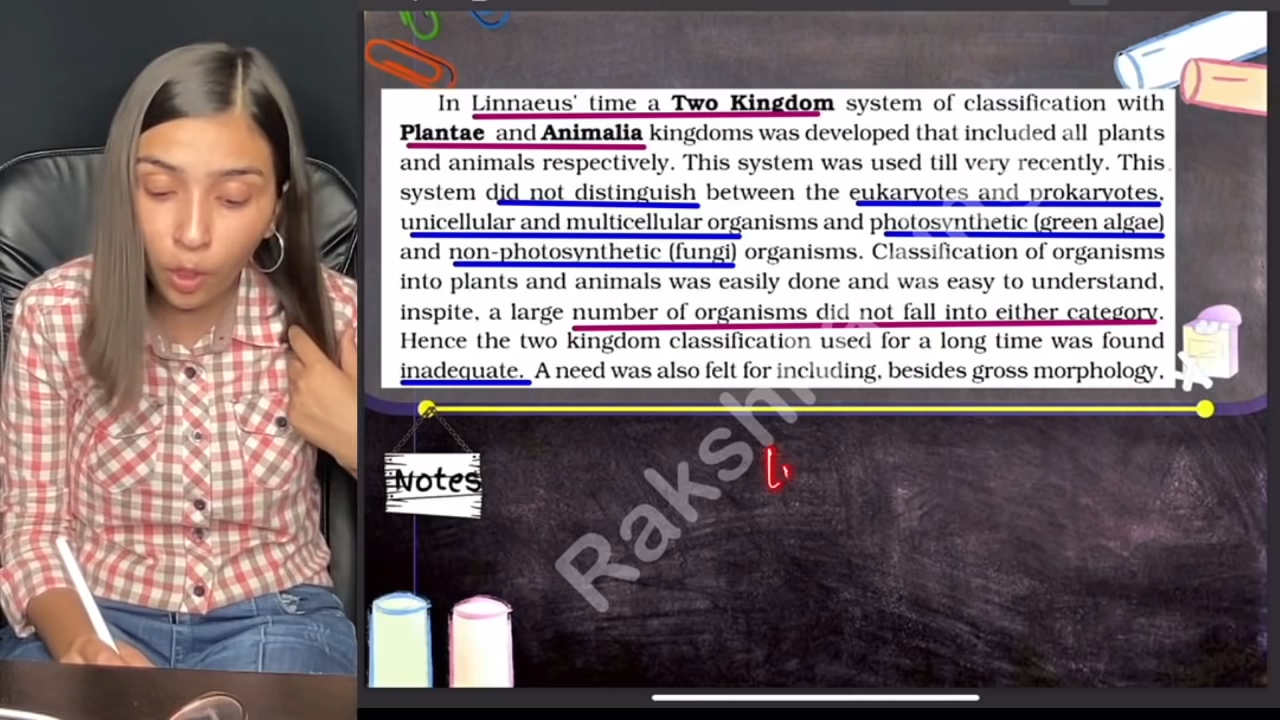 In Linnaeus' time a Two Kingdom system of classification with
Plantae and Animalia kingdoms was developed that included all plants
and animals respectively. This system was used till very recently. This
system did not distinguish between the eukaryotes and prokaryotes,
unicellular and multicellular organisms and photosynthetic (green algae)
and non-photosynthetic (fungi) organisms. Classification of organisms
into plants and animals was easily done and was easy to understand,
inspite, a large number of organisms did not fall into either category.
Hence the two kingdom classification used for a long time was found
inadequate. A need was also felt for including, besides gross morphology,
Notes